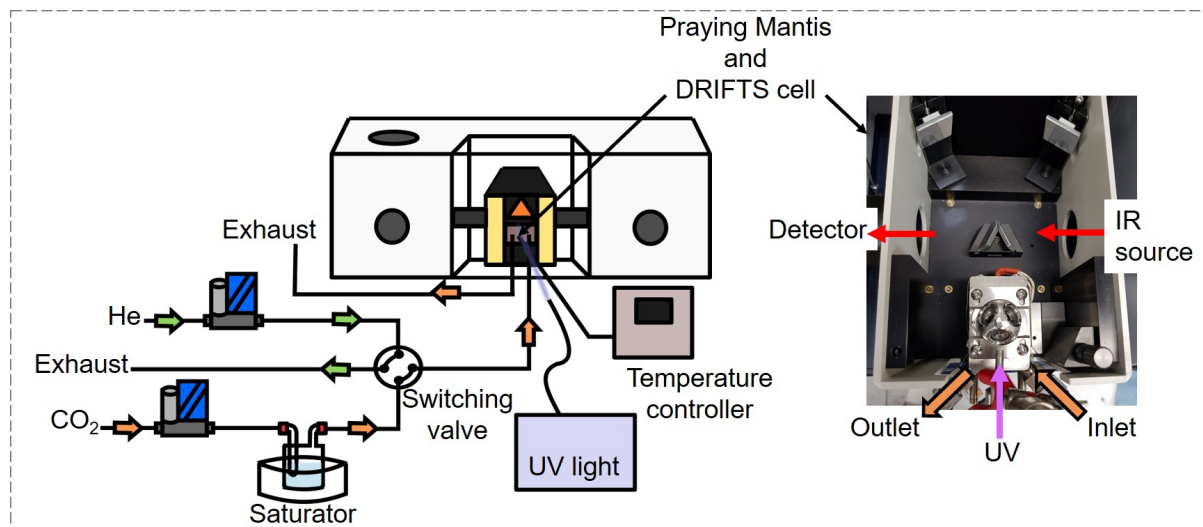 Praying Mantis
and
DRIFTS cell
Exhaust
Detector
IR
source
He
Exhaust
Temperature
controller
Switching
valve
CO₂
UV light
Saturator
Outlet
Inlet
UV